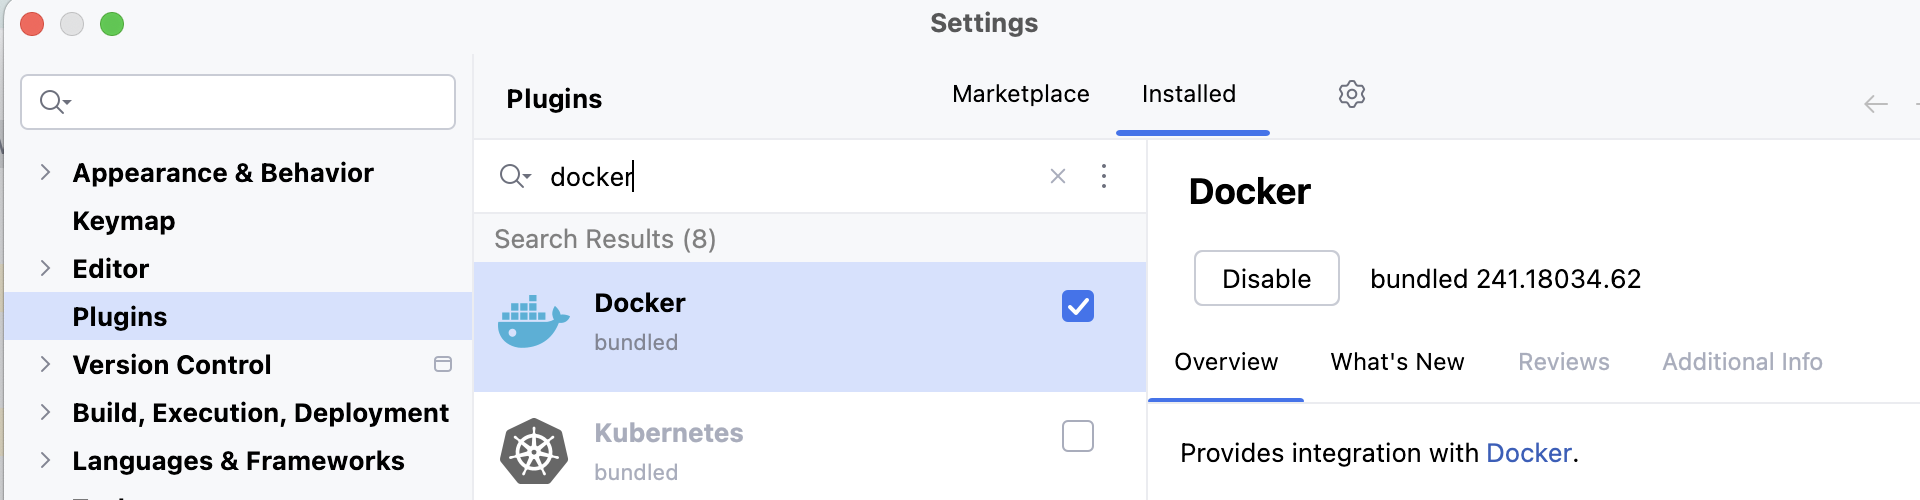 Settings
Appearance & Behavior
Keymap
Editor
Plugins
Version Control
Build, Execution, Deployment
Languages & Frameworks
Plugins
Marketplace
Installed
docker
Search Results (8)
Docker
bundled
Kubernetes
bundled
Docker
Disable
bundled 241.18034.62
Overview
What's New
Reviews
Additional Info
Provides integration with Docker.